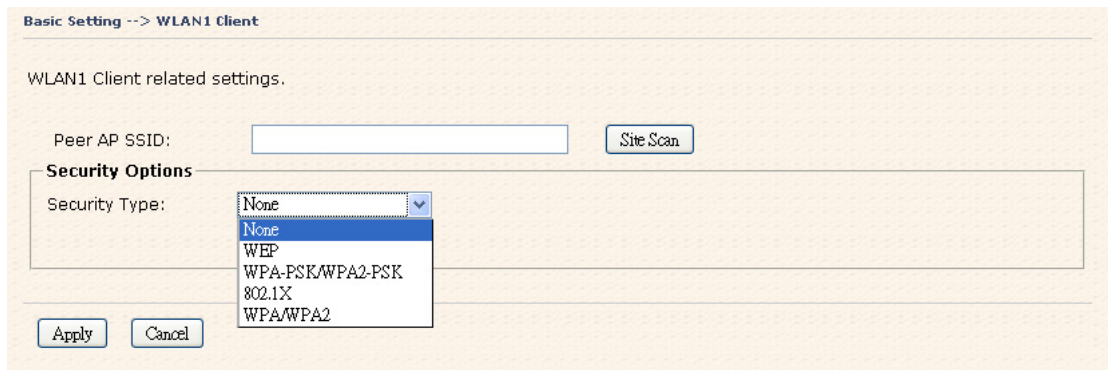 Basic Setting --> WLAN1 Client
WLAN1 Client related settings.
Peer AP SSID:
Site Scan
Security Options
Security Type:
None
None
WEP
WPA-PSK/WPA2-PSK
802.1X
WPA/WPA2
Apply
Cancel